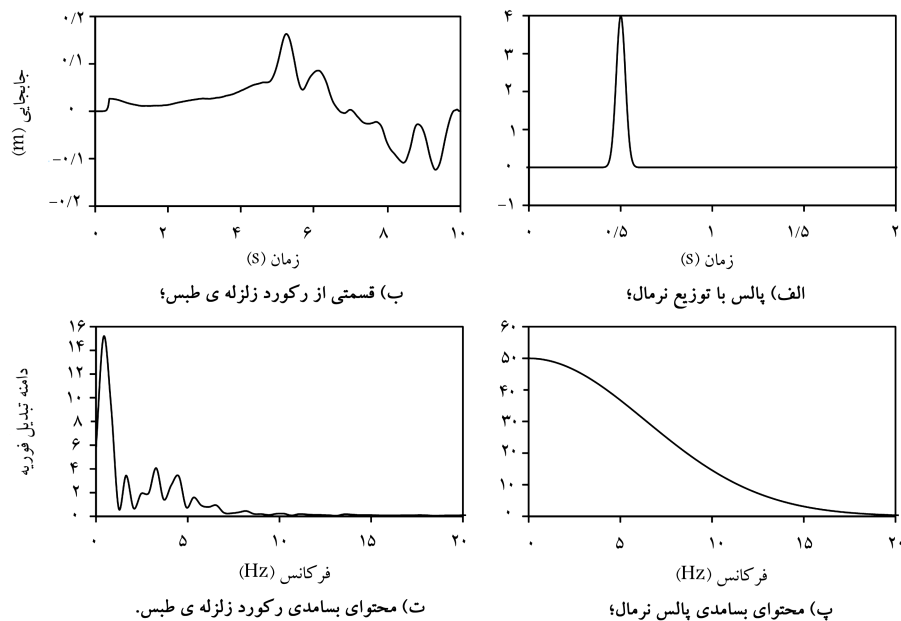 ۴
۳
۲
۱
۰
−۱
۰ ۰/۵ ۱ ۱/۵ ۲
زمان (s)
الف) پالس با توزیع نرمال؛
جابجایی (m)
۰/۲
۰/۱
۰
−۰/۱
−۰/۲
۰ ۲ ۴ ۶ ۸ ۱۰
زمان (s)
ب) قسمتی از رکورد زلزله ی طبس؛
۶۰
۵۰
۴۰
۳۰
۲۰
۱۰
۰
۰ ۵ ۱۰ ۱۵ ۲۰
فرکانس (Hz)
پ) محتوای بسامدی پالس نرمال؛
دامنه تبدیل فوریه
۱۶
۱۴
۱۲
۱۰
۸
۶
۴
۲
۰
۰ ۵ ۱۰ ۱۵ ۲۰
فرکانس (Hz)
ت) محتوای بسامدی رکورد زلزله ی طبس.